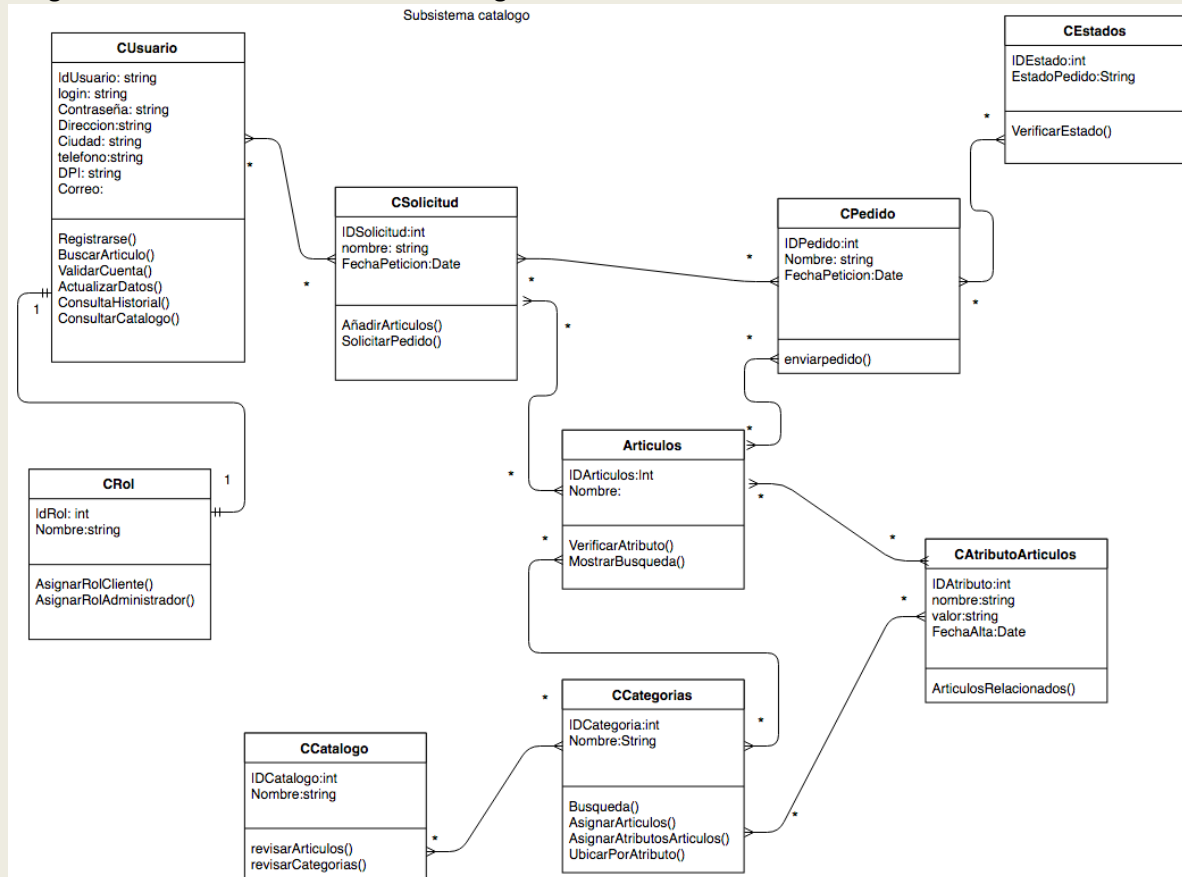 Subsistema catalogo
CUsuario
IdUsuario: string
login: string
Contraseña: string
Direccion:string
Ciudad: string
telefono:string
DPI: string
Correo:
Registrarse()
BuscarArticulo()
ValidarCuenta()
ActualizarDatos()
ConsultaHistorial()
ConsultarCatalogo()
*
*
1
1
CRol
IdRol: int
Nombre:string
AsignarRolCliente()
AsignarRolAdministrador()
CSolicitud
IDSolicitud:int
nombre: string
FechaPeticion:Date
AñadirArticulos()
SolicitarPedido()
*
*
*
*
CPedido
IDPedido:int
Nombre: string
FechaPeticion:Date
enviarpedido()
*
*
*
*
CEstados
IDEstado:int
EstadoPedido:String
VerificarEstado()
Articulos
IDArticulos:Int
Nombre:
VerificarAtributo()
MostrarBusqueda()
*
*
*
*
CAtributoArticulos
IDAtributo:int
nombre:string
valor:string
FechaAlta:Date
ArticulosRelacionados()
*
*
CCategorias
IDCategoria:int
Nombre:String
Busqueda()
AsignarArticulos()
AsignarAtributosArticulos()
UbicarPorAtributo()
*
*
CCatalogo
IDCatalogo:int
Nombre:string
revisarArticulos()
revisarCategorias()